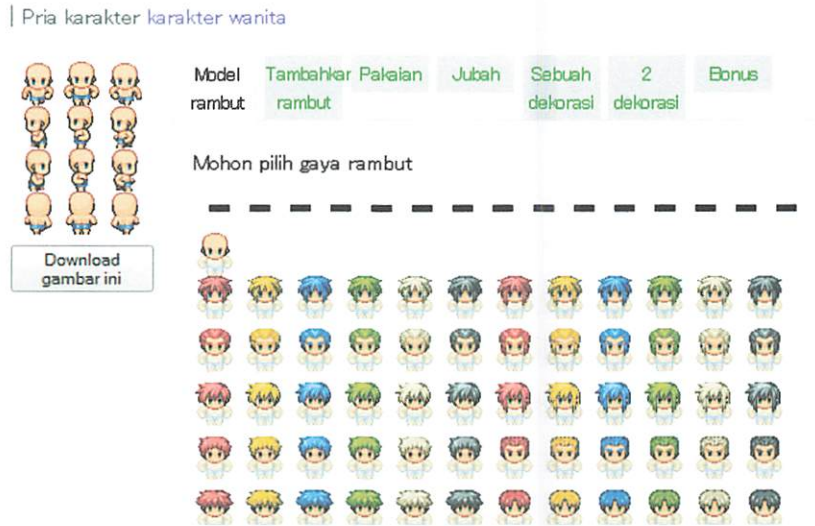 Pria karakter karakter wanita
Model Tambahkar Pakaian Jubah Sebuah 2 Bonus
rambut rambut dekorasi dekorasi
Mohon pilih gaya rambut
Download
gambar ini